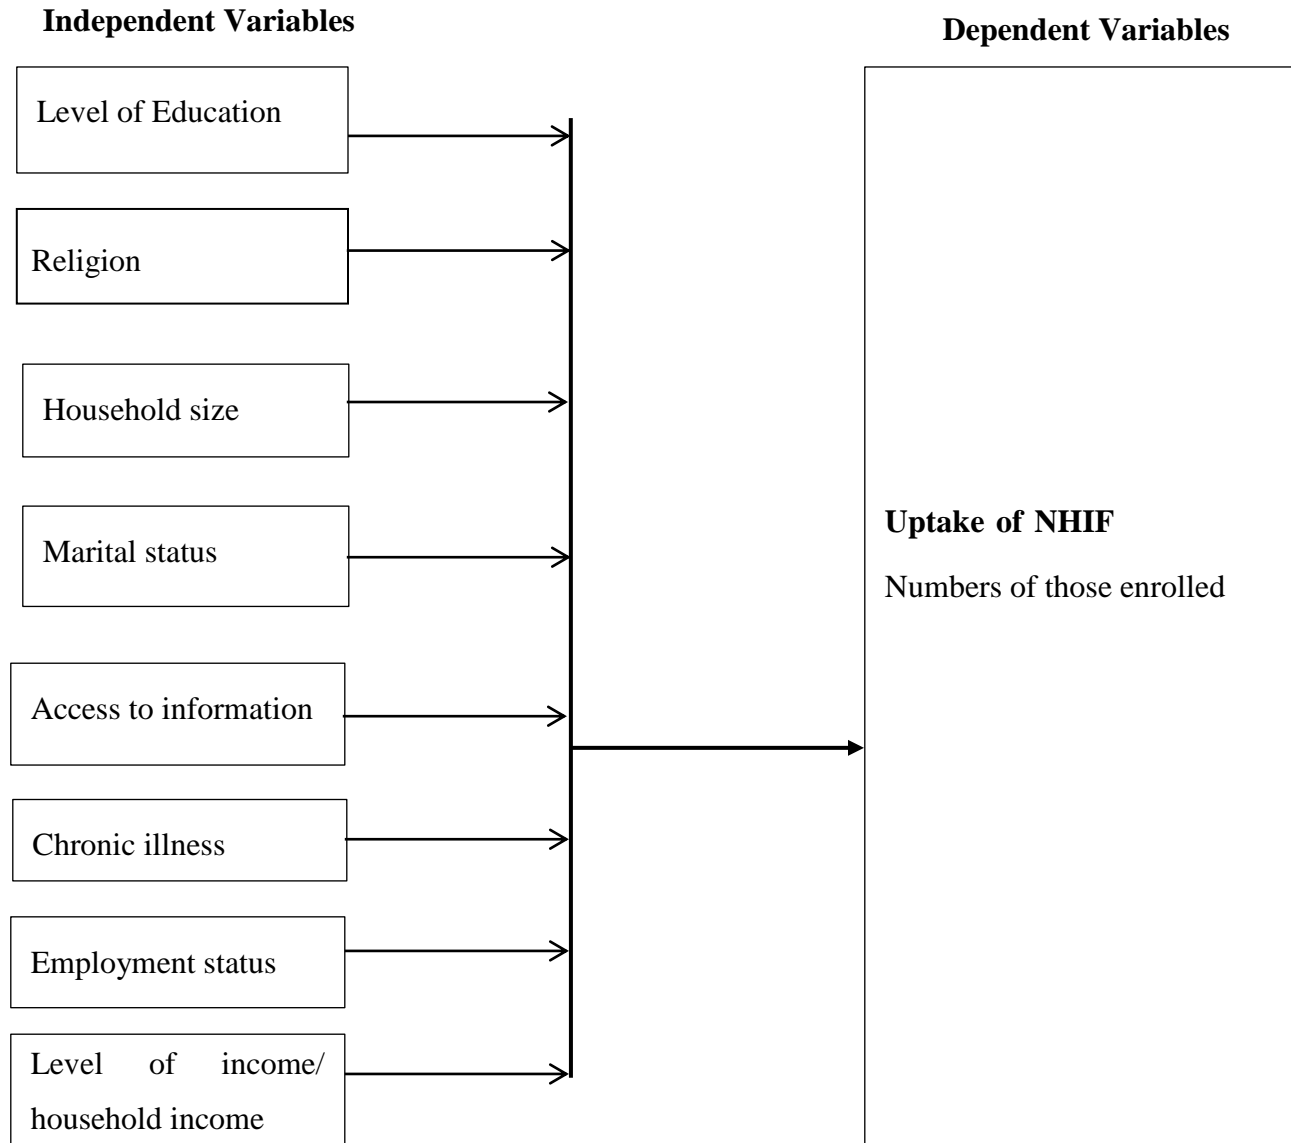 Independent Variables
Dependent Variables
Level of Education
Religion
Household size
Marital status
Access to information
Chronic illness
Employment status
Level of income/
household income
Uptake of NHIF
Numbers of those enrolled